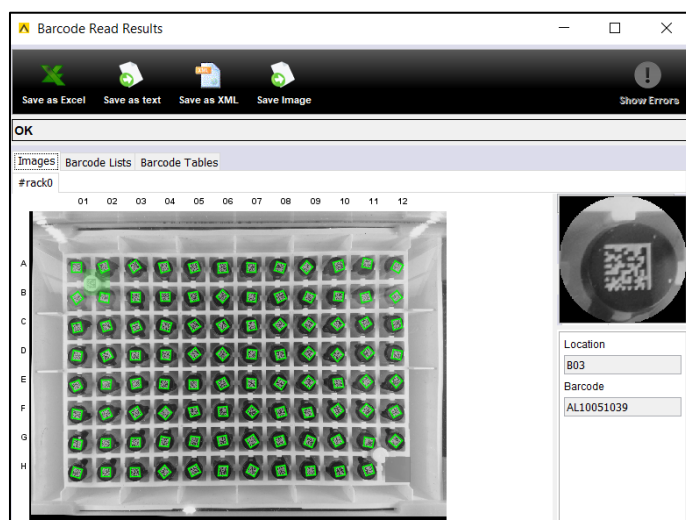 Barcode Read Results
Save as Excel Save as text Save as XML Save Image Show Errors
OK
Images Barcode Lists Barcode Tables
#rack0
01 02 03 04 05 06 07 08 09 10 11 12
A
B
C
D
E
F
G
H
Location
B03
Barcode
AL10051039